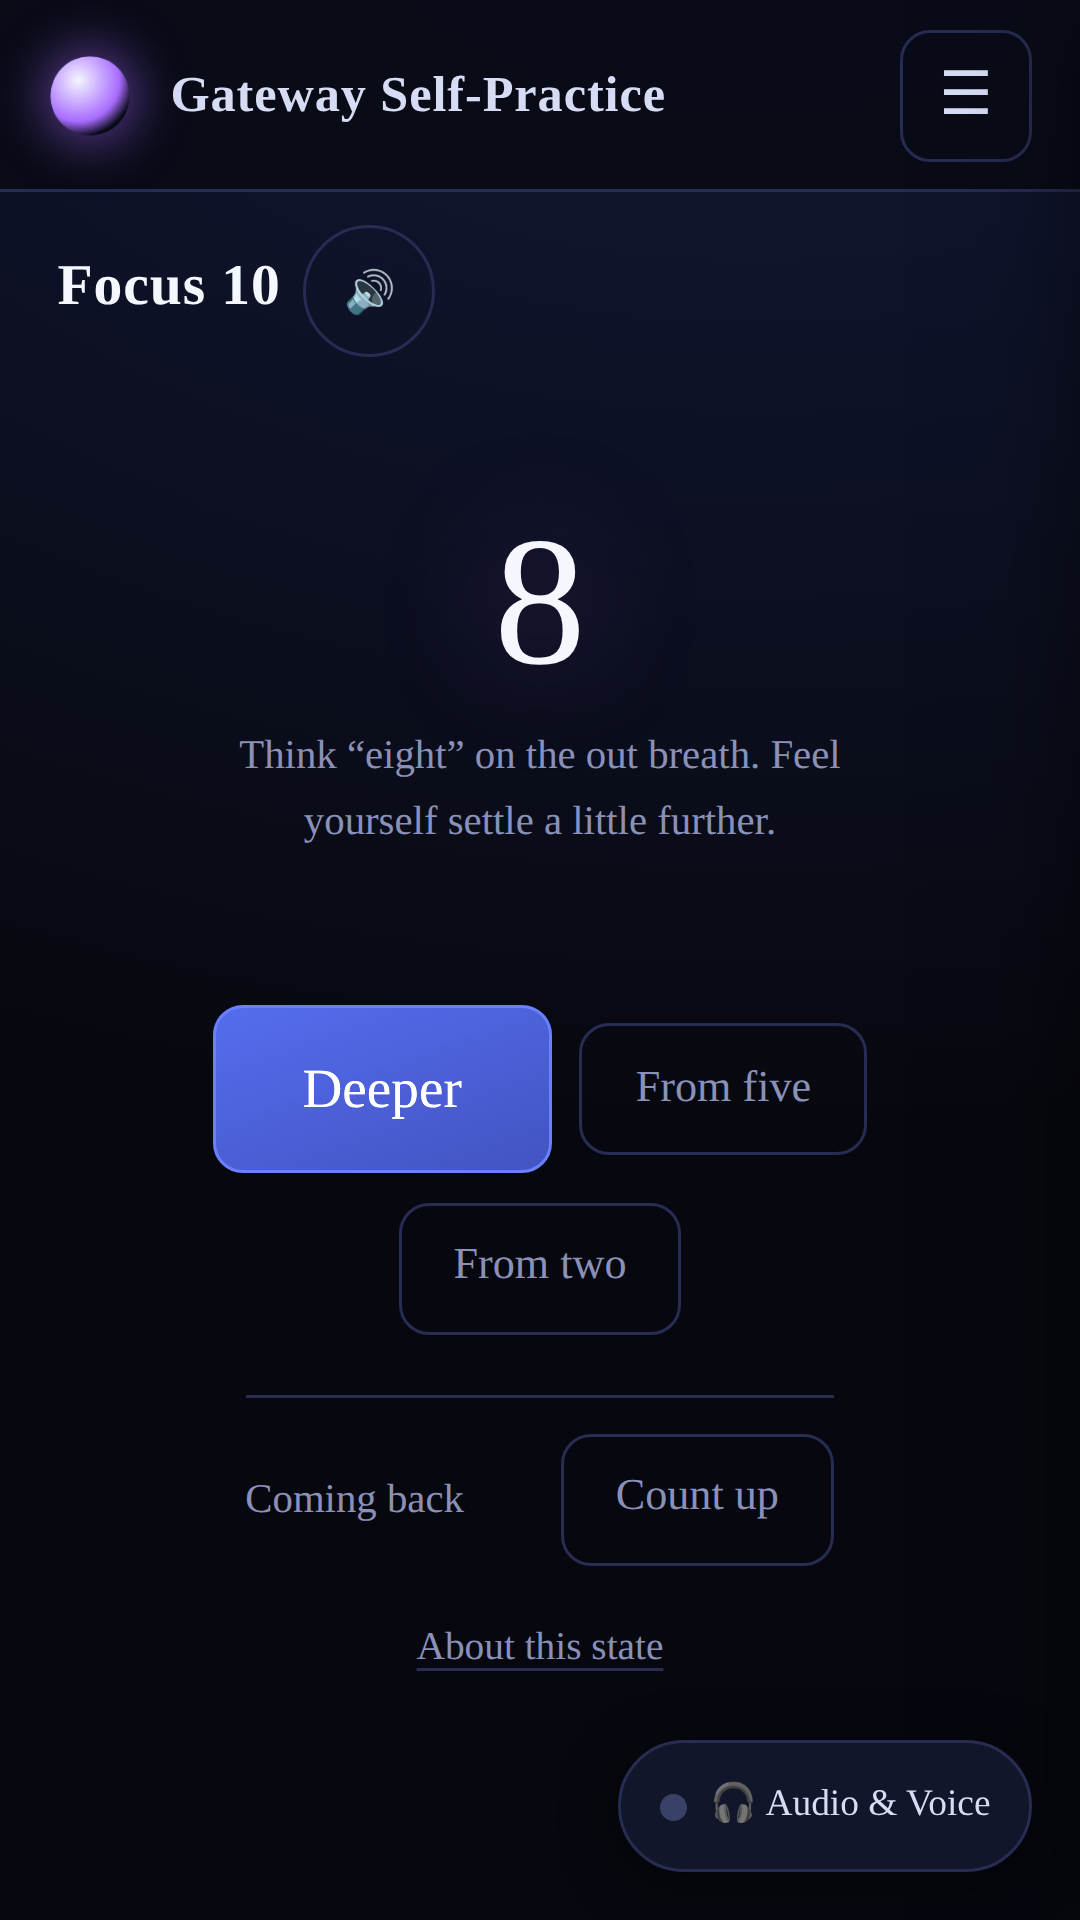 Gateway Self-Practice
Focus 10
8
Think “eight” on the out breath. Feel
yourself settle a little further.
Deeper
From five
From two
Coming back
Count up
About this state
Audio & Voice